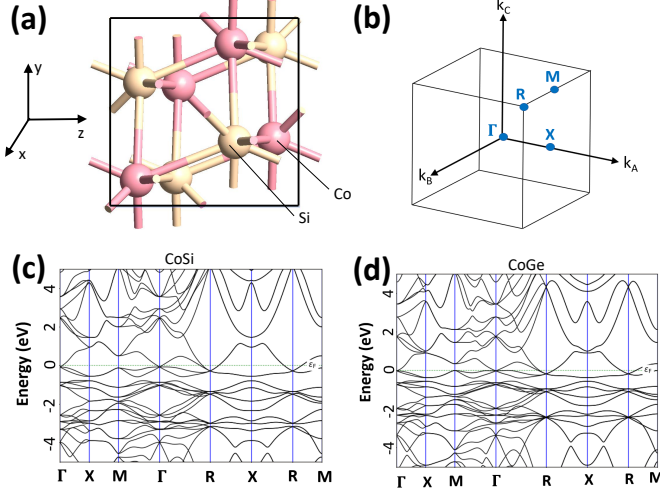 (a)
y
z
x
Si
Co
(b)
k_C
R
M
Γ
X
k_B
k_A
(c)
CoSi
Energy (eV)
4
2
0
-2
-4
ε_F
Γ X M Γ R X R M
(d)
CoGe
Energy (eV)
4
2
0
-2
-4
ε_F
Γ X M Γ R X R M